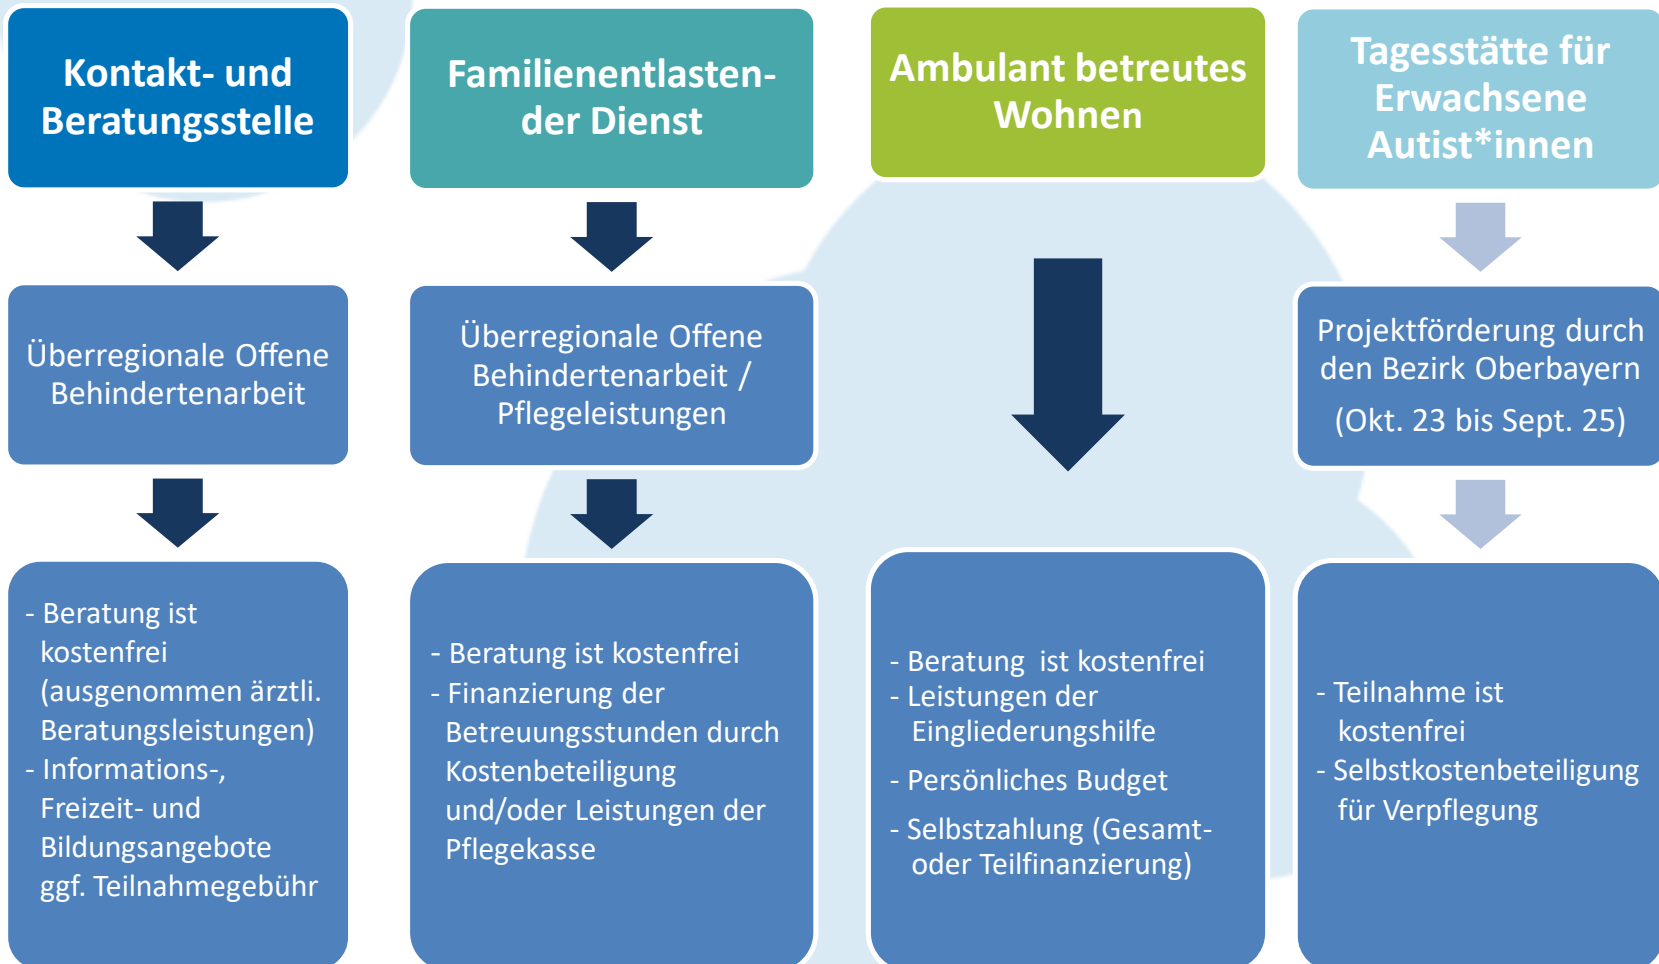 Kontakt- und
Beratungsstelle
Überregionale Offene
Behindertenarbeit
- Beratung ist
kostenfrei
(ausgenommen ärztli.
Beratungsleistungen)
- Informations-,
Freizeit- und
Bildungsangebote
ggf. Teilnahmegebühr
Familienentlasten-
der Dienst
Überregionale Offene
Behindertenarbeit /
Pflegeleistungen
- Beratung ist kostenfrei
- Finanzierung der
Betreuungsstunden durch
Kostenbeteiligung
und/oder Leistungen der
Pflegekasse
Ambulant betreutes
Wohnen
- Beratung ist kostenfrei
- Leistungen der
Eingliederungshilfe
- Persönliches Budget
- Selbstzahlung (Gesamt-
oder Teilfinanzierung)
Tagesstätte für
Erwachsene
Autist*innen
Projektförderung durch
den Bezirk Oberbayern
(Okt. 23 bis Sept. 25)
- Teilnahme ist
kostenfrei
- Selbstkostenbeteiligung
für Verpflegung